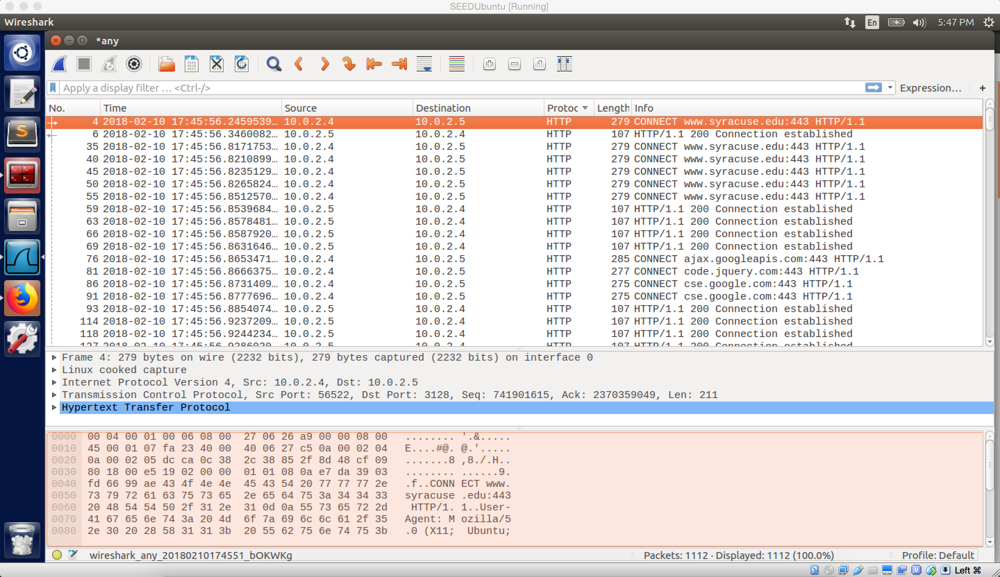 SEEDUbuntu [Running]
Wireshark
En
5:47 PM
*any
Apply a display filter … <Ctrl-/>
Expression…
+
No. Time Source Destination Protoc Length Info
4 2018-02-10 17:45:56.2459539… 10.0.2.4 10.0.2.5 HTTP 279 CONNECT www.syracuse.edu:443 HTTP/1.1
6 2018-02-10 17:45:56.3460082… 10.0.2.5 10.0.2.4 HTTP 107 HTTP/1.1 200 Connection established
35 2018-02-10 17:45:56.8171753… 10.0.2.4 10.0.2.5 HTTP 279 CONNECT www.syracuse.edu:443 HTTP/1.1
40 2018-02-10 17:45:56.8210899… 10.0.2.4 10.0.2.5 HTTP 279 CONNECT www.syracuse.edu:443 HTTP/1.1
45 2018-02-10 17:45:56.8235129… 10.0.2.4 10.0.2.5 HTTP 279 CONNECT www.syracuse.edu:443 HTTP/1.1
50 2018-02-10 17:45:56.8265824… 10.0.2.4 10.0.2.5 HTTP 279 CONNECT www.syracuse.edu:443 HTTP/1.1
55 2018-02-10 17:45:56.8512570… 10.0.2.4 10.0.2.5 HTTP 279 CONNECT www.syracuse.edu:443 HTTP/1.1
59 2018-02-10 17:45:56.8539684… 10.0.2.5 10.0.2.4 HTTP 107 HTTP/1.1 200 Connection established
63 2018-02-10 17:45:56.8578481… 10.0.2.5 10.0.2.4 HTTP 107 HTTP/1.1 200 Connection established
66 2018-02-10 17:45:56.8587920… 10.0.2.5 10.0.2.4 HTTP 107 HTTP/1.1 200 Connection established
69 2018-02-10 17:45:56.8631646… 10.0.2.5 10.0.2.4 HTTP 107 HTTP/1.1 200 Connection established
76 2018-02-10 17:45:56.8653471… 10.0.2.4 10.0.2.5 HTTP 285 CONNECT ajax.googleapis.com:443 HTTP/1.1
81 2018-02-10 17:45:56.8666375… 10.0.2.4 10.0.2.5 HTTP 277 CONNECT code.jquery.com:443 HTTP/1.1
86 2018-02-10 17:45:56.8731409… 10.0.2.4 10.0.2.5 HTTP 275 CONNECT cse.google.com:443 HTTP/1.1
91 2018-02-10 17:45:56.8777696… 10.0.2.4 10.0.2.5 HTTP 275 CONNECT cse.google.com:443 HTTP/1.1
93 2018-02-10 17:45:56.8854074… 10.0.2.5 10.0.2.4 HTTP 107 HTTP/1.1 200 Connection established
114 2018-02-10 17:45:56.9237209… 10.0.2.5 10.0.2.4 HTTP 107 HTTP/1.1 200 Connection established
118 2018-02-10 17:45:56.9244234… 10.0.2.5 10.0.2.4 HTTP 107 HTTP/1.1 200 Connection established
127 2018-02-10 17:45:56.9286020… 10.0.2.5 10.0.2.4 HTTP 107 HTTP/1.1 200 Connection established
Frame 4: 279 bytes on wire (2232 bits), 279 bytes captured (2232 bits) on interface 0
Linux cooked capture
Internet Protocol Version 4, Src: 10.0.2.4, Dst: 10.0.2.5
Transmission Control Protocol, Src Port: 56522, Dst Port: 3128, Seq: 741901615, Ack: 2370359049, Len: 211
Hypertext Transfer Protocol
0000 00 04 00 01 00 06 08 00 27 06 26 a9 00 00 08 00 ........ '.&.....
0010 45 00 01 07 fa 23 40 00 40 06 27 c5 0a 00 02 04 E....#@. @.'.....
0020 0a 00 02 05 dc ca 0c 38 2c 38 85 2f 8d 48 cf 09 .......8 ,8./.H..
0030 80 18 00 e5 19 02 00 00 01 01 08 0a e7 da 39 03 ........ ......9.
0040 fd 66 99 ae 43 4f 4e 4e 45 43 54 20 77 77 77 2e .f..CONN ECT www.
0050 73 79 72 61 63 75 73 65 2e 65 64 75 3a 34 34 33 syracuse .edu:443
0060 20 48 54 54 50 2f 31 2e 31 0d 0a 55 73 65 72 2d HTTP/1. 1..User-
0070 41 67 65 6e 74 3a 20 4d 6f 7a 69 6c 6c 61 2f 35 Agent: M ozilla/5
0080 2e 30 20 28 58 31 31 3b 20 55 62 75 6e 74 75 3b .0 (X11; Ubuntu;
wireshark_any_20180210174551_bOKWKg
Packets: 1112 · Displayed: 1112 (100.0%)
Profile: Default
Left ⌘